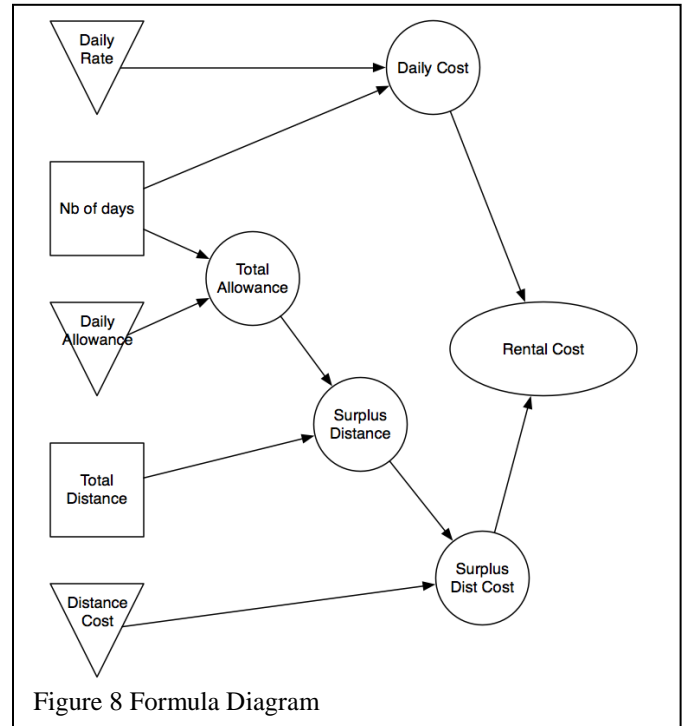 Daily
Rate
Daily Cost
Nb of days
Total
Allowance
Daily
Allowance
Rental Cost
Surplus
Distance
Total
Distance
Surplus
Dist Cost
Distance
Cost
Figure 8 Formula Diagram